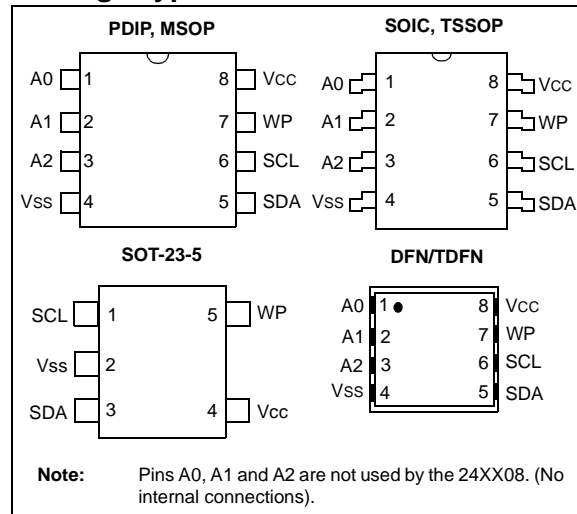 PDIP, MSOP
A0 1 8 VCC
A1 2 7 WP
A2 3 6 SCL
VSS 4 5 SDA
SOIC, TSSOP
A0 1 8 VCC
A1 2 7 WP
A2 3 6 SCL
VSS 4 5 SDA
SOT-23-5
SCL 1 5 WP
Vss 2
SDA 3 4 Vcc
DFN/TDFN
A0 1 8 VCC
A1 2 7 WP
A2 3 6 SCL
VSS 4 5 SDA
Note: Pins A0, A1 and A2 are not used by the 24XX08. (No
internal connections).